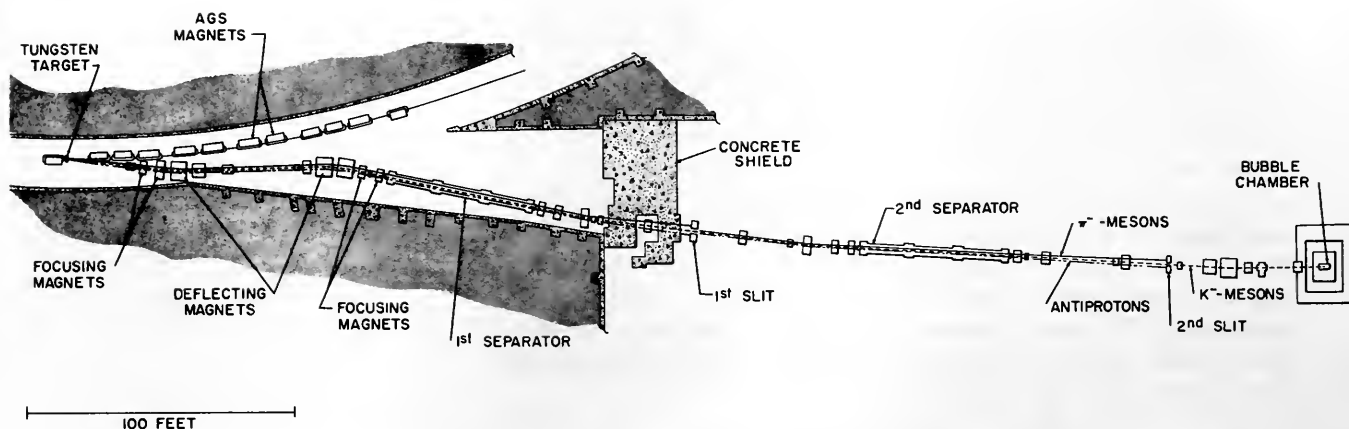 AGS
MAGNETS
TUNGSTEN
TARGET
CONCRETE
SHIELD
BUBBLE
CHAMBER
2nd SEPARATOR
π⁻-MESONS
FOCUSING
MAGNETS
DEFLECTING
MAGNETS
FOCUSING
MAGNETS
1st SEPARATOR
1st SLIT
ANTIPROTONS
K⁻-MESONS
2nd SLIT
100 FEET